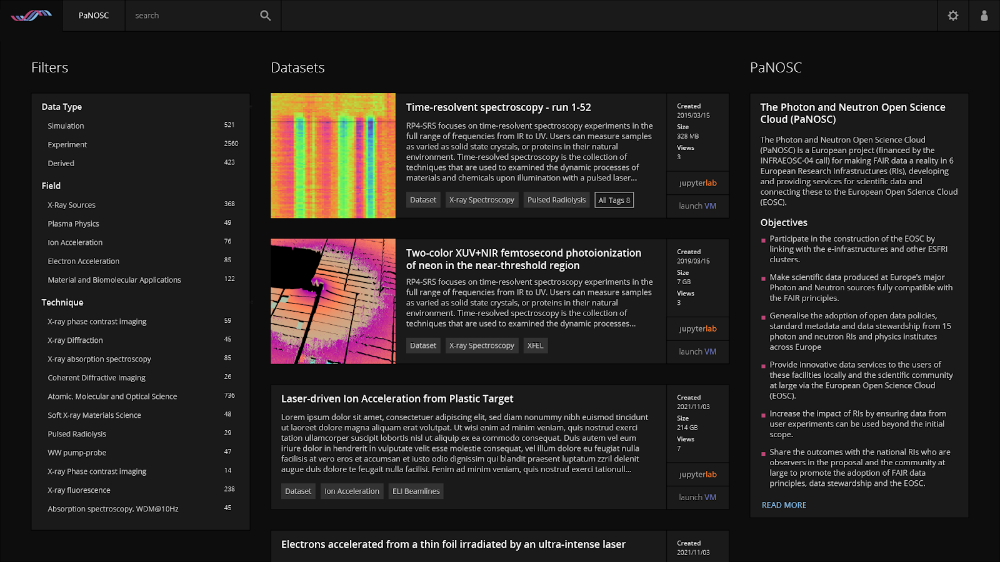 PaNOSC
search
Filters
Data Type
Simulation 521
Experiment 2560
Derived 423
Field
X-Ray Sources 368
Plasma Physics 49
Ion Acceleration 76
Electron Acceleration 85
Material and Biomolecular Applications 122
Technique
X-ray phase contrast imaging 59
X-ray Diffraction 45
X-ray absorption spectroscopy 85
Coherent Diffractive Imaging 26
Atomic, Molecular and Optical Science 736
Soft X-ray Materials Science 48
Pulsed Radiolysis 29
WW pump-probe 47
X-ray Phase contrast imaging 14
X-ray fluorescence 238
Absorption spectroscopy, WDM@10Hz 45
Datasets
Time-resolvent spectroscopy - run 1-52
RP4-SRS focuses on time-resolvent spectroscopy experiments in the
full range of frequencies from IR to UV. Users can measure samples
as varied as solid state crystals, or proteins in their natural
environment. Time-resolved spectroscopy is the collection of
techniques that are used to examined the dynamic processes of
materials and chemicals upon illumination with a pulsed laser...
Dataset X-ray Spectroscopy Pulsed Radiolysis All Tags 8
Created
2019/03/15
Size
328 MB
Views
3
jupyterlab
launch VM
Two-color XUV+NIR femtosecond photoionization
of neon in the near-threshold region
RP4-SRS focuses on time-resolvent spectroscopy experiments in the
full range of frequencies from IR to UV. Users can measure samples
as varied as solid state crystals, or proteins in their natural
environment. Time-resolved spectroscopy is the collection of
techniques that are used to examined the dynamic processes...
Dataset X-ray Spectroscopy XFEL
Created
2019/03/15
Size
7 GB
Views
3
jupyterlab
launch VM
Laser-driven Ion Acceleration from Plastic Target
Lorem ipsum dolor sit amet, consectetuer adipiscing elit, sed diam nonummy nibh euismod tincidunt
ut laoreet dolore magna aliquam erat volutpat. Ut wisi enim ad minim veniam, quis nostrud exerci
tation ullamcorper suscipit lobortis nisl ut aliquip ex ea commodo consequat. Duis autem vel eum
iriure dolor in hendrerit in vulputate velit esse molestie consequat, vel illum dolore eu feugiat nulla
facilisis at vero eros et accumsan et iusto odio dignissim qui blandit praesent luptatum zzril delenit
augue duis dolore te feugait nulla facilisi. Fenim ad minim veniam, quis nostrud exerci tationull...
Dataset Ion Acceleration ELI Beamlines
Created
2021/11/03
Size
214 GB
Views
7
jupyterlab
launch VM
Electrons accelerated from a thin foil irradiated by an ultra-intense laser
Created
2021/11/03
PaNOSC
The Photon and Neutron Open Science
Cloud (PaNOSC)
The Photon and Neutron Open Science Cloud
(PaNOSC) is a European project (financed by the
INFRAEOSC-04 call) for making FAIR data a reality in 6
European Research Infrastructures (RIs), developing
and providing services for scientific data and
connecting these to the European Open Science Cloud
(EOSC).
Objectives
Participate in the construction of the EOSC by
linking with the e-infrastructures and other ESFRI
clusters.
Make scientific data produced at Europe's major
Photon and Neutron sources fully compatible with
the FAIR principles.
Generalise the adoption of open data policies,
standard metadata and data stewardship from 15
photon and neutron RIs and physics institutes
across Europe
Provide innovative data services to the users of
these facilities locally and the scientific community
at large via the European Open Science Cloud
(EOSC).
Increase the impact of RIs by ensuring data from
user experiments can be used beyond the initial
scope.
Share the outcomes with the national RIs who are
observers in the proposal and the community at
large to promote the adoption of FAIR data
principles, data stewardship and the EOSC.
READ MORE